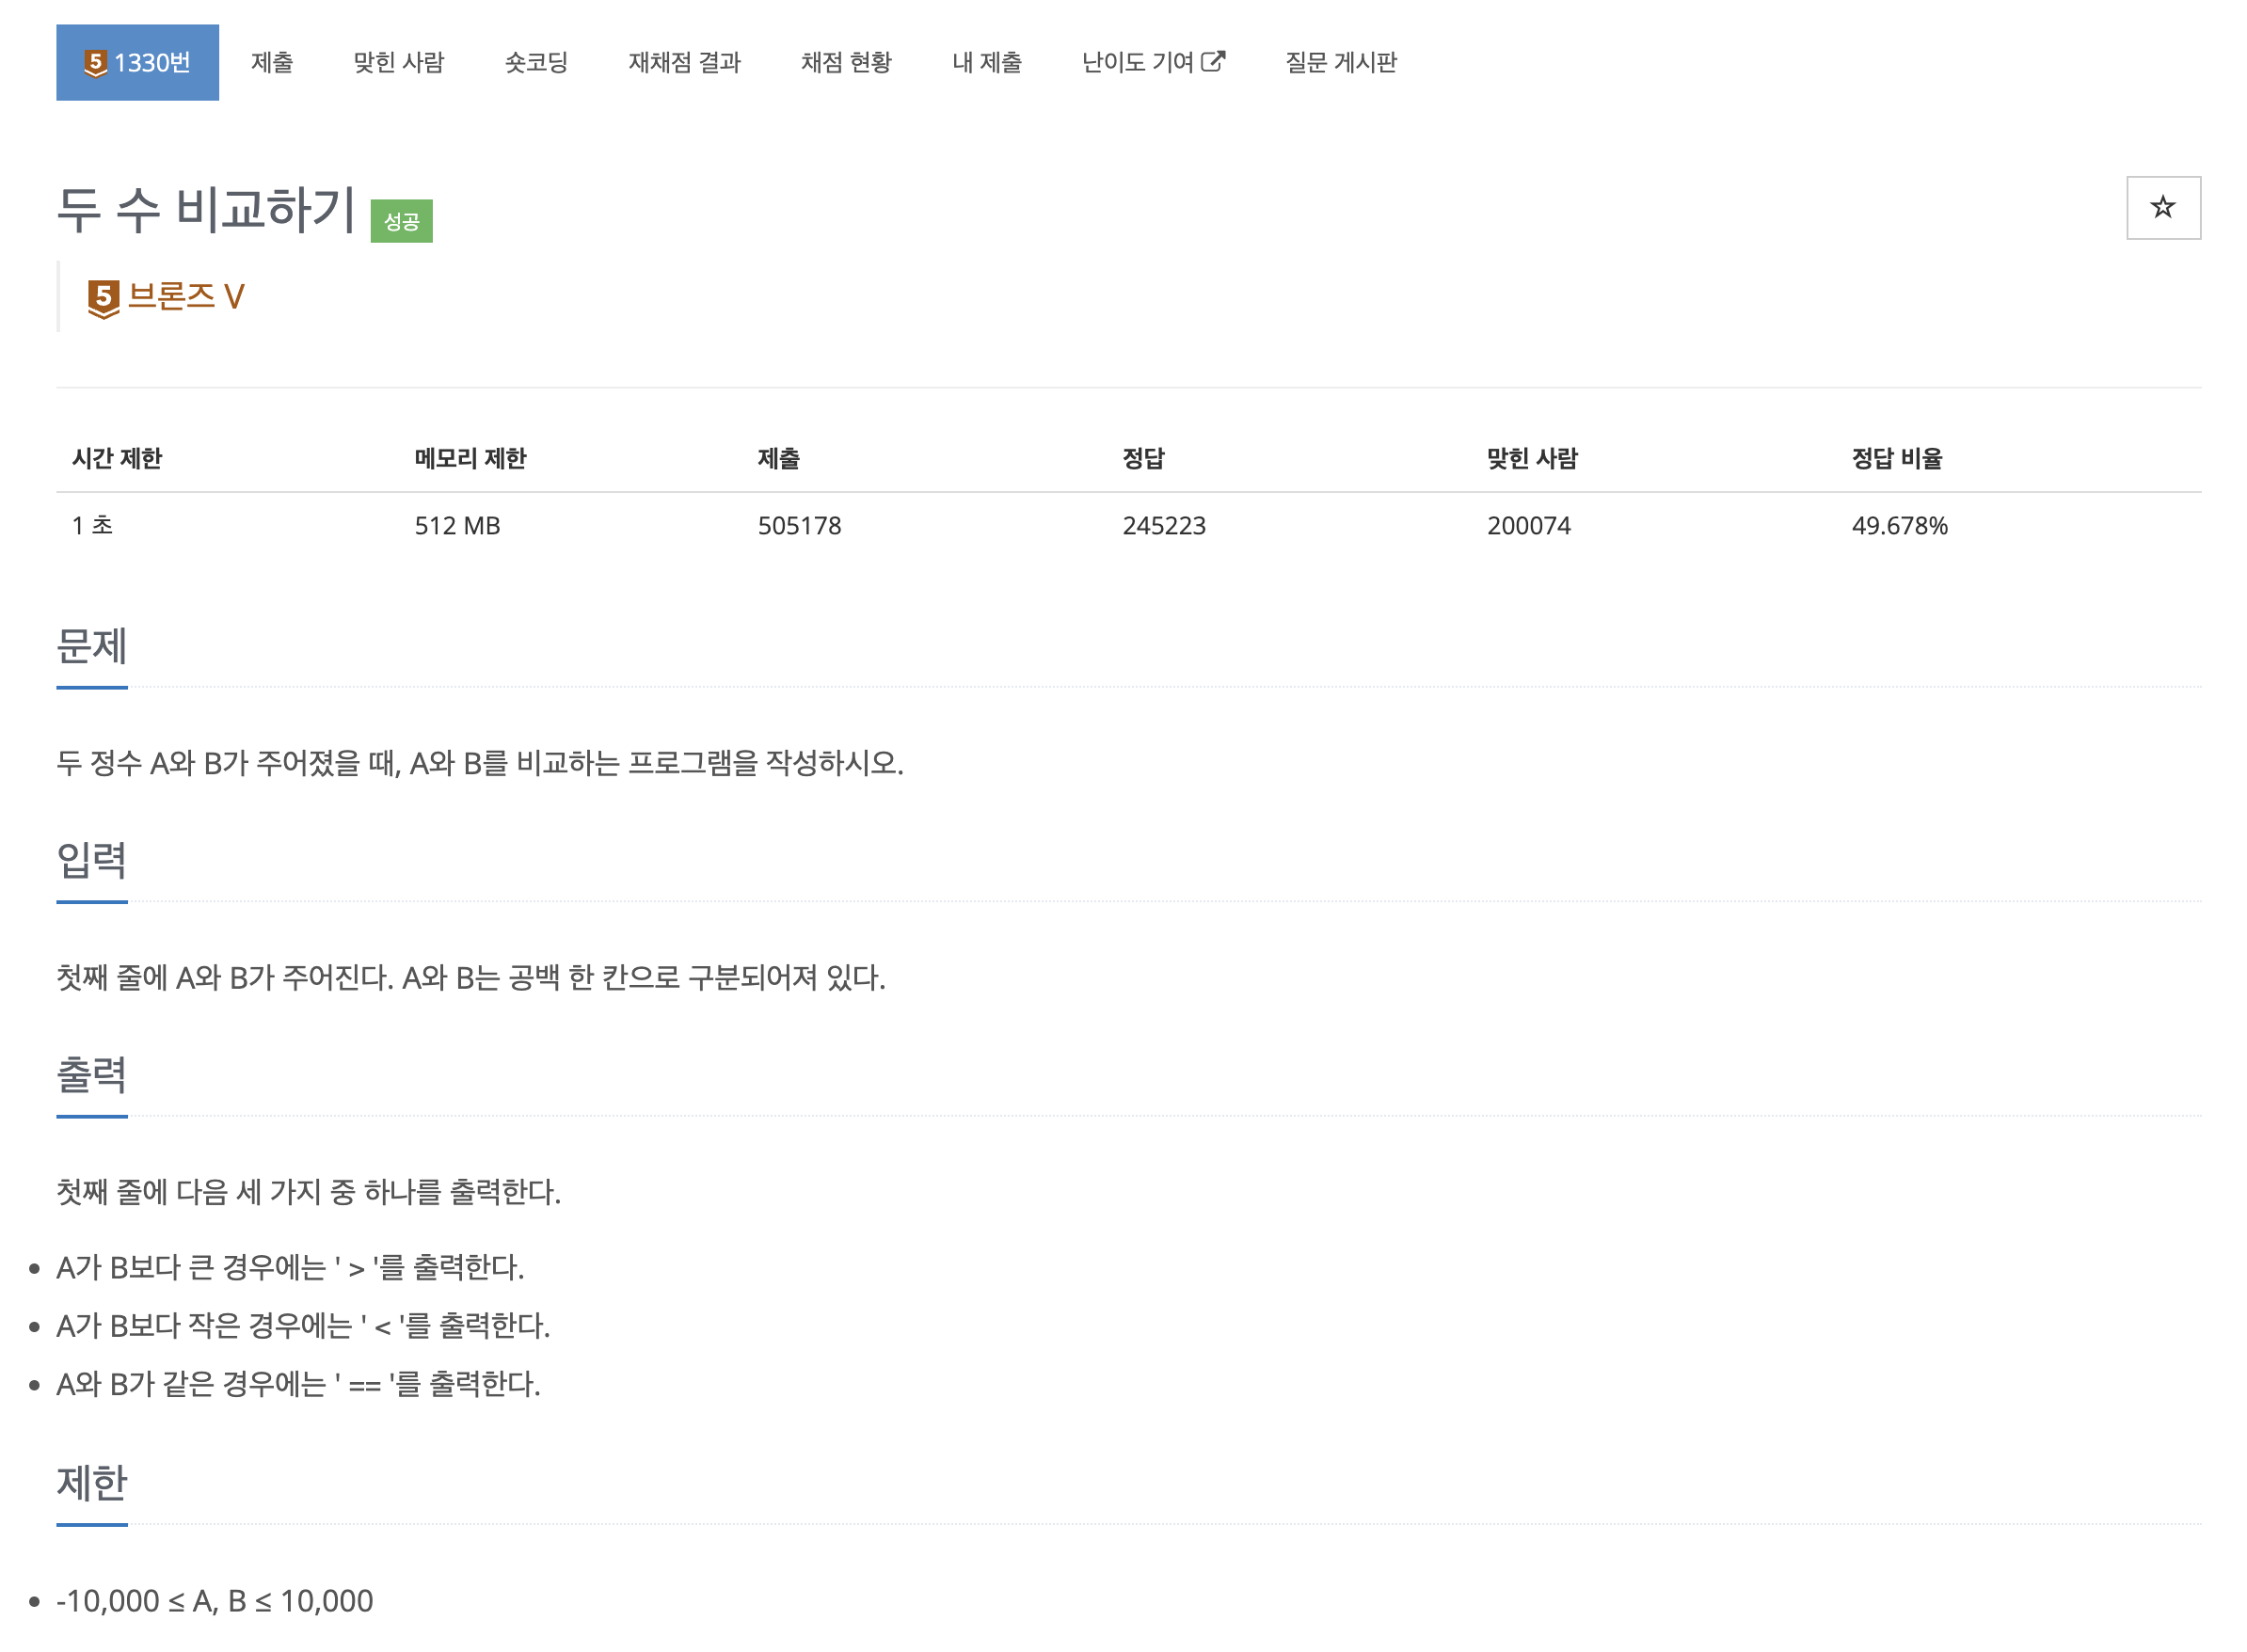 5 1330번 제출 맞힌 사람 숏코딩 재채점 결과 채점 현황 내 제출 난이도 기여 질문 게시판
두 수 비교하기 성공
5 브론즈 V
시간 제한 메모리 제한 제출 정답 맞힌 사람 정답 비율
1 초 512 MB 505178 245223 200074 49.678%
문제
두 정수 A와 B가 주어졌을 때, A와 B를 비교하는 프로그램을 작성하시오.
입력
첫째 줄에 A와 B가 주어진다. A와 B는 공백 한 칸으로 구분되어져 있다.
출력
첫째 줄에 다음 세 가지 중 하나를 출력한다.
• A가 B보다 큰 경우에는 ' > '를 출력한다.
• A가 B보다 작은 경우에는 ' < '를 출력한다.
• A와 B가 같은 경우에는 ' == '를 출력한다.
제한
• -10,000 ≤ A, B ≤ 10,000